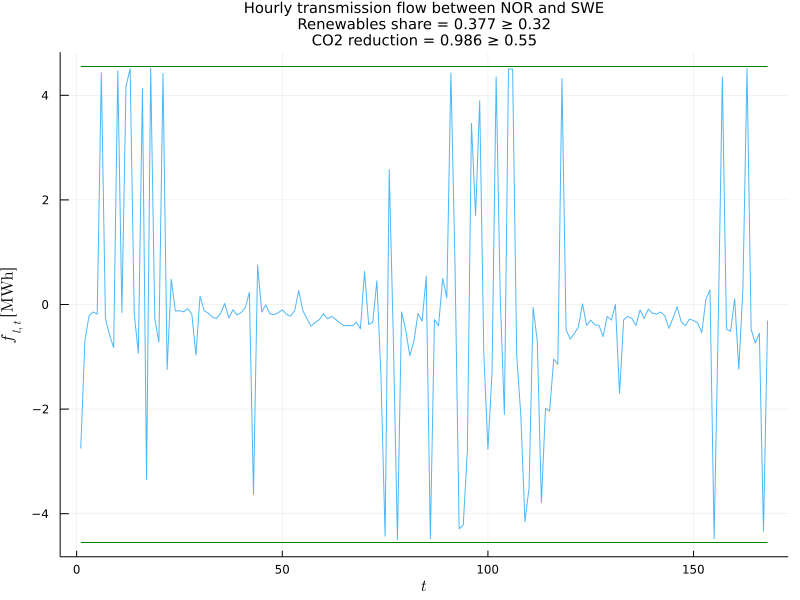 Hourly transmission flow between NOR and SWE
Renewables share = 0.377 ≥ 0.32
CO2 reduction = 0.986 ≥ 0.55
4
2
0
−2
−4
f_{l,t} [MWh]
0
50
100
150
t